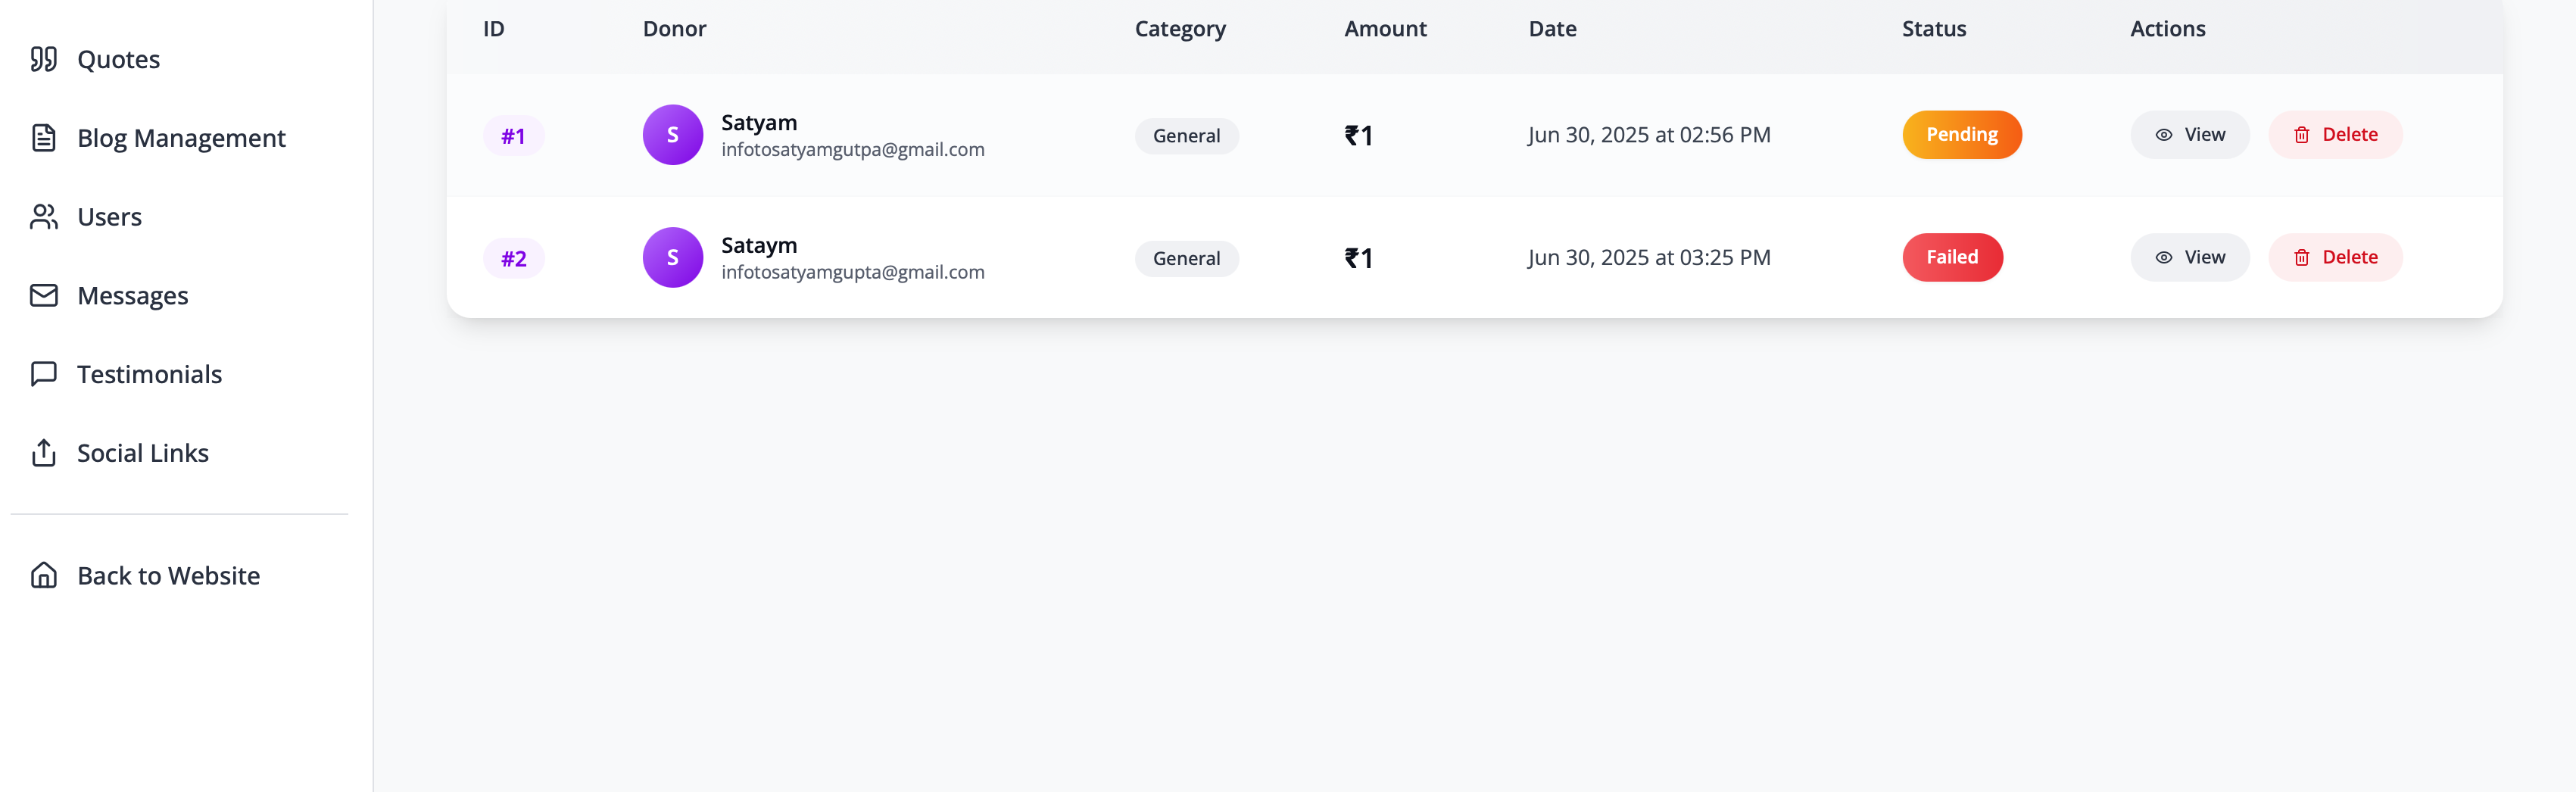 Quotes
Blog Management
Users
Messages
Testimonials
Social Links
Back to Website
ID Donor Category Amount Date Status Actions
#1 S Satyam General ₹1 Jun 30, 2025 at 02:56 PM Pending View Delete
infotosatyamgutpa@gmail.com
#2 S Sataym General ₹1 Jun 30, 2025 at 03:25 PM Failed View Delete
infotosatyamgupta@gmail.com